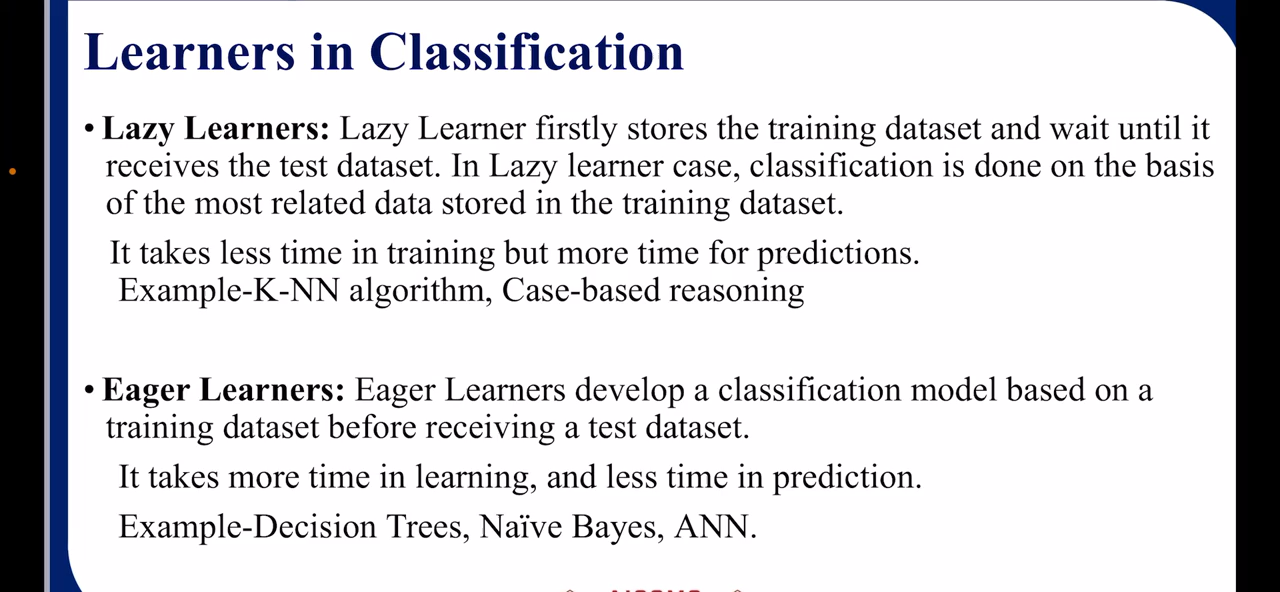 Learners in Classification
• Lazy Learners: Lazy Learner firstly stores the training dataset and wait until it
receives the test dataset. In Lazy learner case, classification is done on the basis
of the most related data stored in the training dataset.
It takes less time in training but more time for predictions.
Example-K-NN algorithm, Case-based reasoning
• Eager Learners: Eager Learners develop a classification model based on a
training dataset before receiving a test dataset.
It takes more time in learning, and less time in prediction.
Example-Decision Trees, Naïve Bayes, ANN.